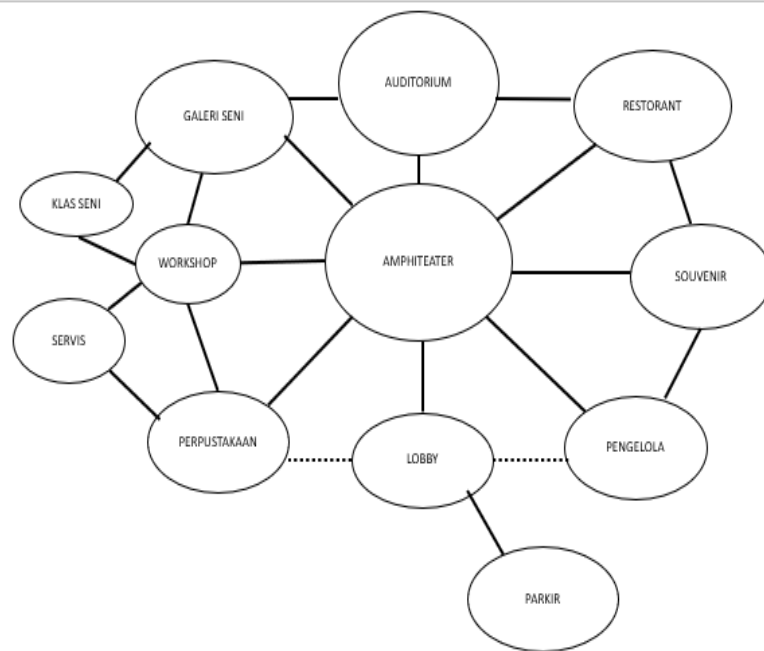 AUDITORIUM
GALERI SENI
RESTORANT
KLAS SENI
WORKSHOP
AMPHITEATER
SOUVENIR
SERVIS
PERPUSTAKAAN
LOBBY
PENGELOLA
PARKIR